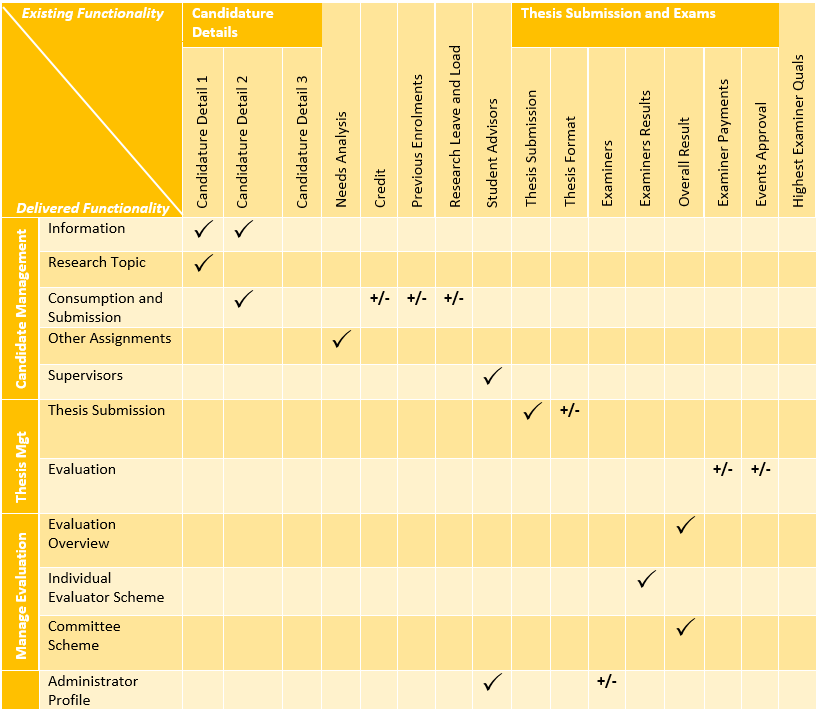 Existing Functionality
Candidature
Details
Thesis Submission and Exams
Candidature Detail 1
Candidature Detail 2
Candidature Detail 3
Needs Analysis
Credit
Previous Enrolments
Research Leave and Load
Student Advisors
Thesis Submission
Thesis Format
Examiners
Examiners Results
Overall Result
Examiner Payments
Events Approval
Highest Examiner Quals
Delivered Functionality
Candidate Management
Information ✓ ✓
Research Topic ✓
Consumption and
Submission ✓ +/- +/- +/-
Other Assignments ✓
Supervisors ✓
Thesis Mgt
Thesis Submission ✓ +/-
Evaluation +/- +/-
Manage Evaluation
Evaluation
Overview ✓
Individual
Evaluator Scheme ✓
Committee
Scheme ✓
Administrator
Profile ✓ +/-